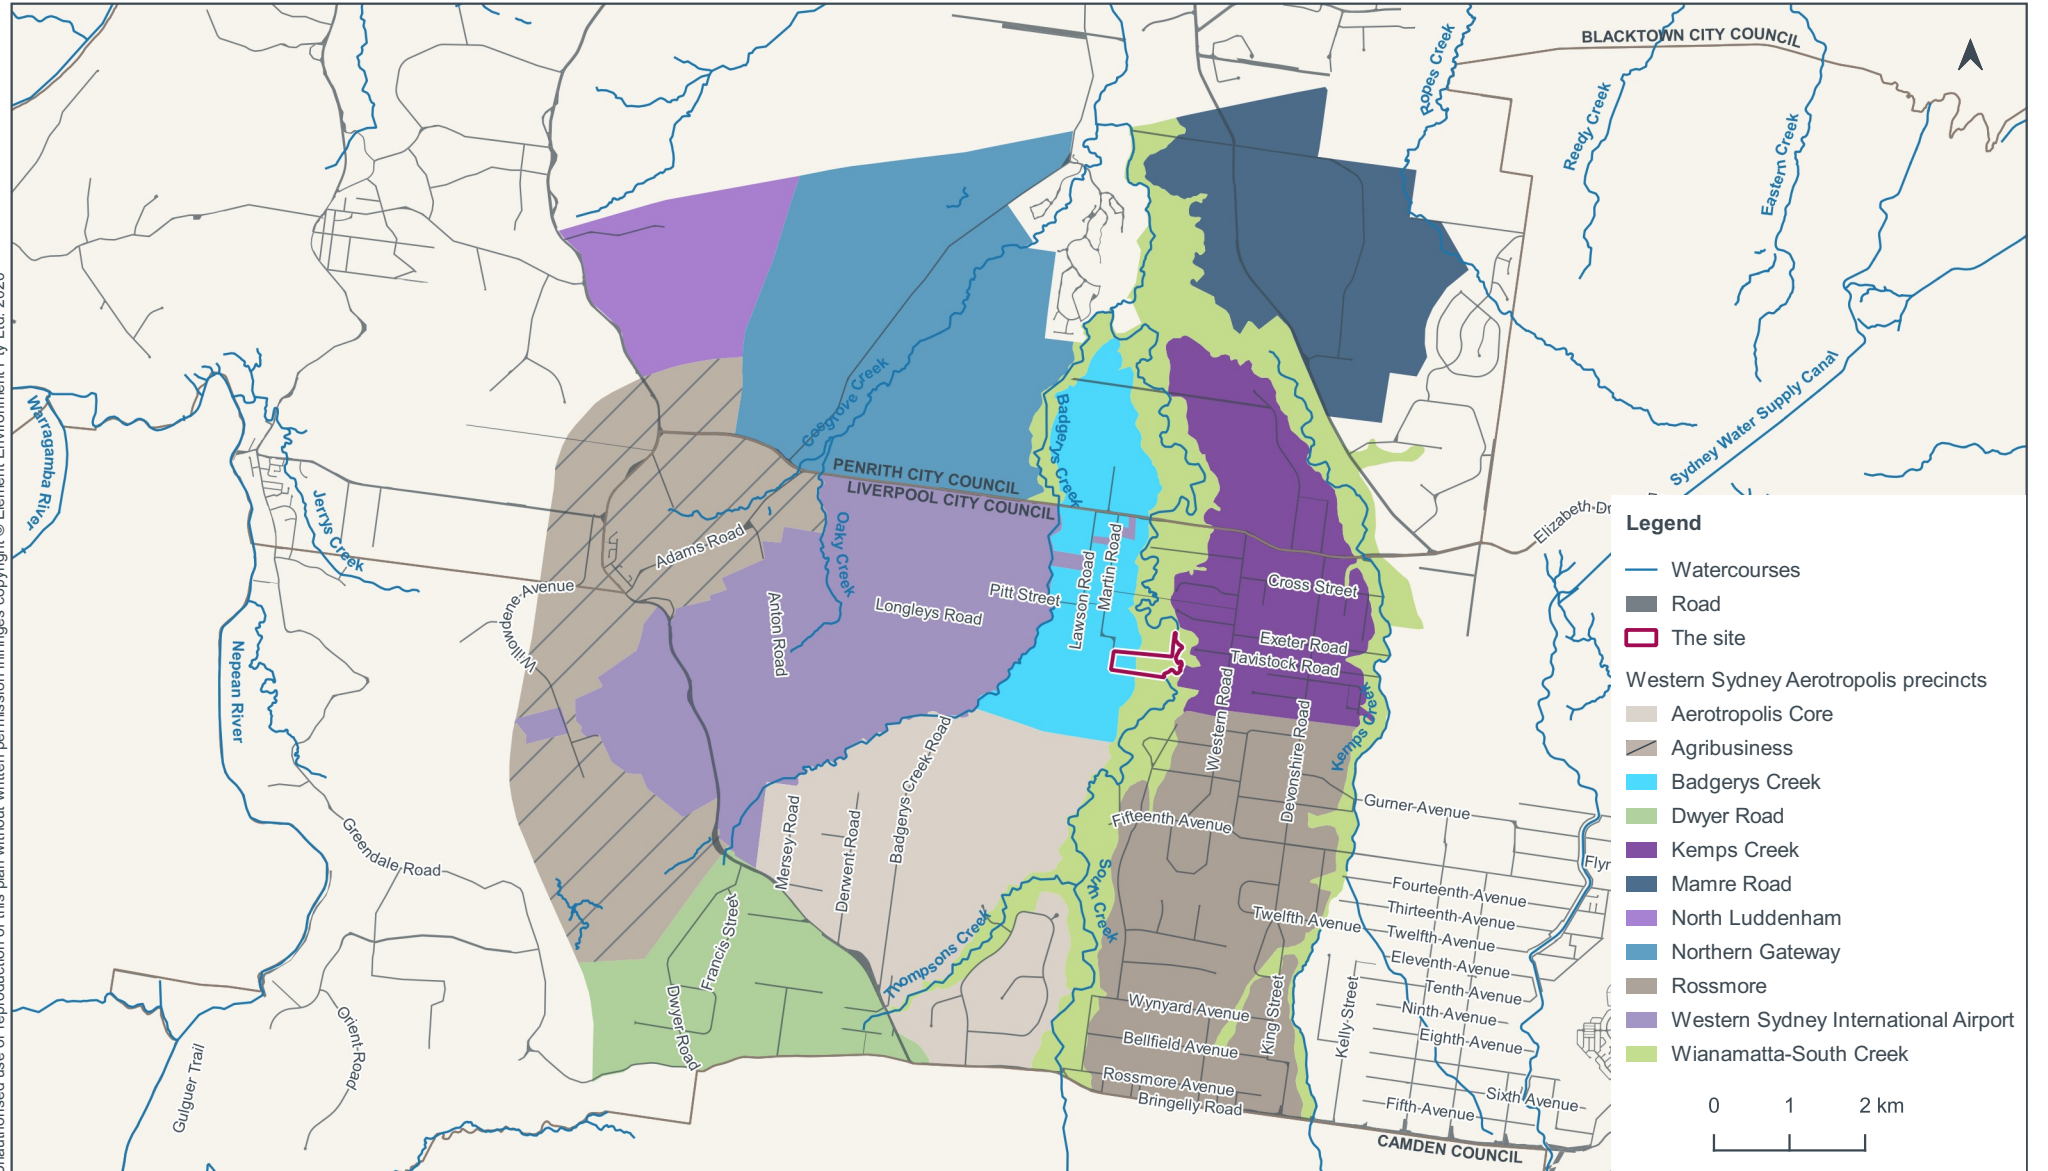 BLACKTOWN CITY COUNCIL
Ropes Creek
Reedy Creek
Eastern Creek
Sydney Water Supply Canal
Warragamba River
Jerrys Creek
Nepean River
Cosgrove Creek
Badgerys Creek
PENRITH CITY COUNCIL
LIVERPOOL CITY COUNCIL
Oaky Creek
Adams Road
Willowdene Avenue
Anton Road
Longleys Road
Pitt Street
Lawson Road
Martin Road
Elizabeth Dr
Cross Street
Exeter Road
Tavistock Road
Western Road
Devonshire Road
Kemps Creek
Badgerys Creek Road
Mersey Road
Derwent Road
Fifteenth Avenue
Gurner Avenue
Greendale Road
Francis Street
Dwyer Road
Thompsons Creek
South Creek
Fourteenth Avenue
Thirteenth Avenue
Twelfth Avenue
Twelfth Avenue
Eleventh Avenue
Tenth Avenue
Ninth Avenue
Eighth Avenue
Sixth Avenue
Fifth Avenue
Wynyard Avenue
Bellfield Avenue
Rossmore Avenue
Bringelly Road
King Street
Kelly Street
Orient Road
Gulguer Trail
CAMDEN COUNCIL
Legend
Watercourses
Road
The site
Western Sydney Aerotropolis precincts
Aerotropolis Core
Agribusiness
Badgerys Creek
Dwyer Road
Kemps Creek
Mamre Road
North Luddenham
Northern Gateway
Rossmore
Western Sydney International Airport
Wianamatta-South Creek
0 1 2 km